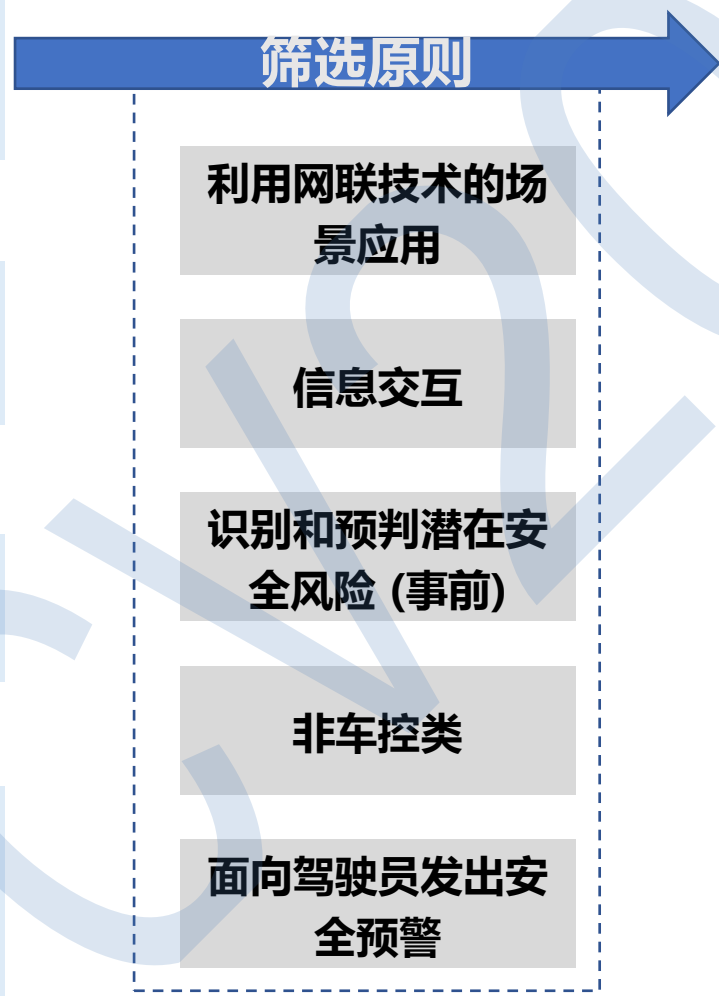 筛选原则
利用网联技术的场
景应用
信息交互
识别和预判潜在安
全风险 (事前)
非车控类
面向驾驶员发出安
全预警